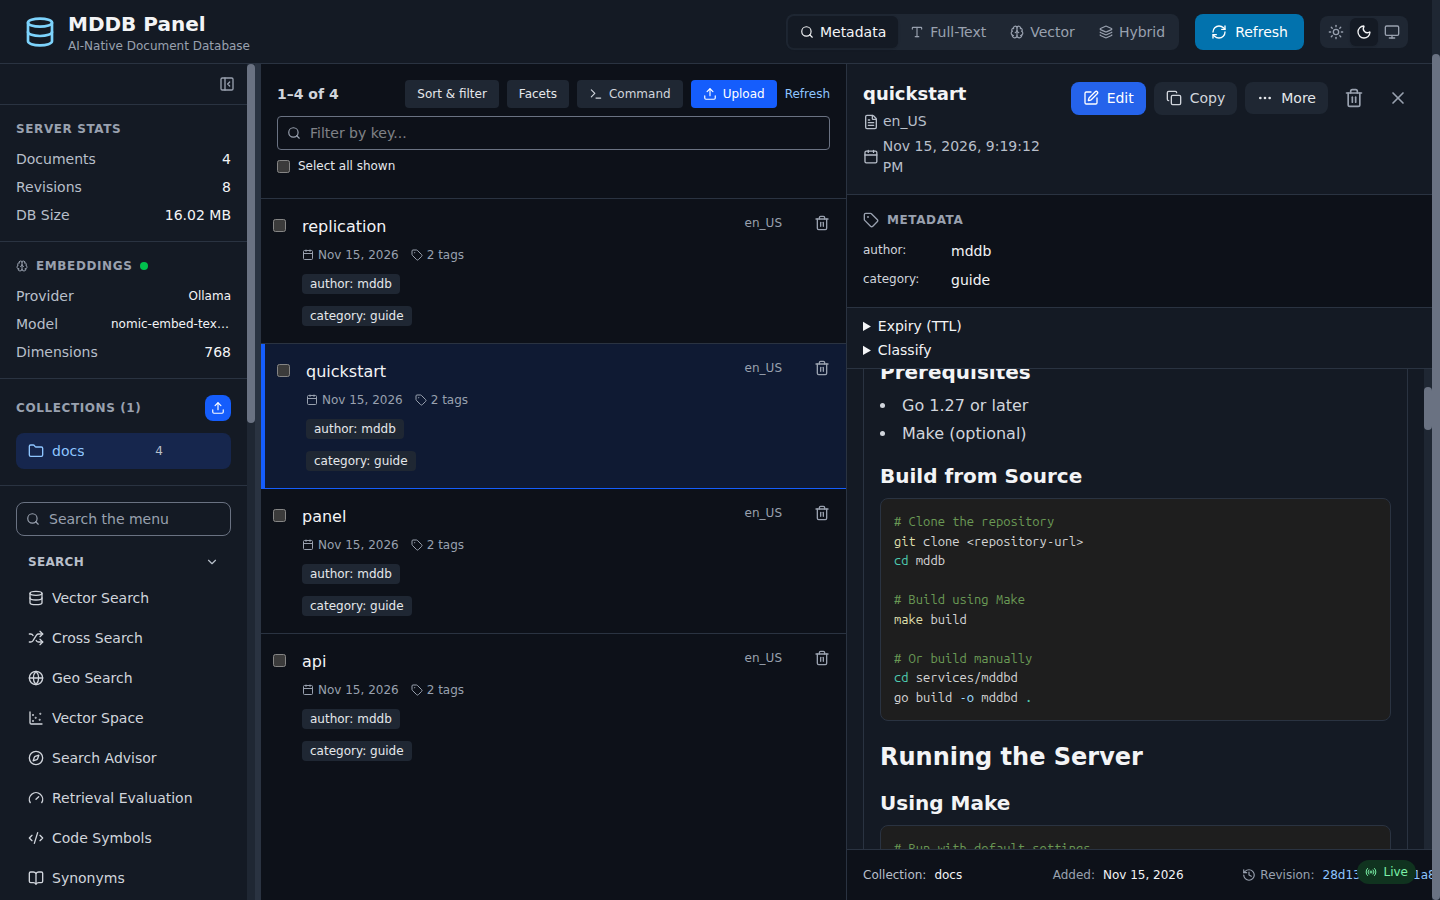 MDDB Panel
AI-Native Document Database
Metadata
Full-Text
Vector
Hybrid
Refresh
SERVER STATS
Documents 4
Revisions 8
DB Size 16.02 MB
EMBEDDINGS
Provider Ollama
Model nomic-embed-tex…
Dimensions 768
COLLECTIONS (1)
docs 4
Search the menu
SEARCH
Vector Search
Cross Search
Geo Search
Vector Space
Search Advisor
Retrieval Evaluation
Code Symbols
Synonyms
1–4 of 4
Sort & filter
Facets
Command
Upload
Refresh
Filter by key...
Select all shown
replication en_US
Nov 15, 2026 2 tags
author: mddb
category: guide
quickstart en_US
Nov 15, 2026 2 tags
author: mddb
category: guide
panel en_US
Nov 15, 2026 2 tags
author: mddb
category: guide
api en_US
Nov 15, 2026 2 tags
author: mddb
category: guide
quickstart
Edit
Copy
More
en_US
Nov 15, 2026, 9:19:12
PM
METADATA
author: mddb
category: guide
Expiry (TTL)
Classify
Prerequisites
• Go 1.27 or later
• Make (optional)
Build from Source
# Clone the repository
git clone <repository-url>
cd mddb
# Build using Make
make build
# Or build manually
cd services/mddbd
go build -o mddbd .
Running the Server
Using Make
# Run with default settings
Collection: docs
Added: Nov 15, 2026
Revision: 28d13
Live